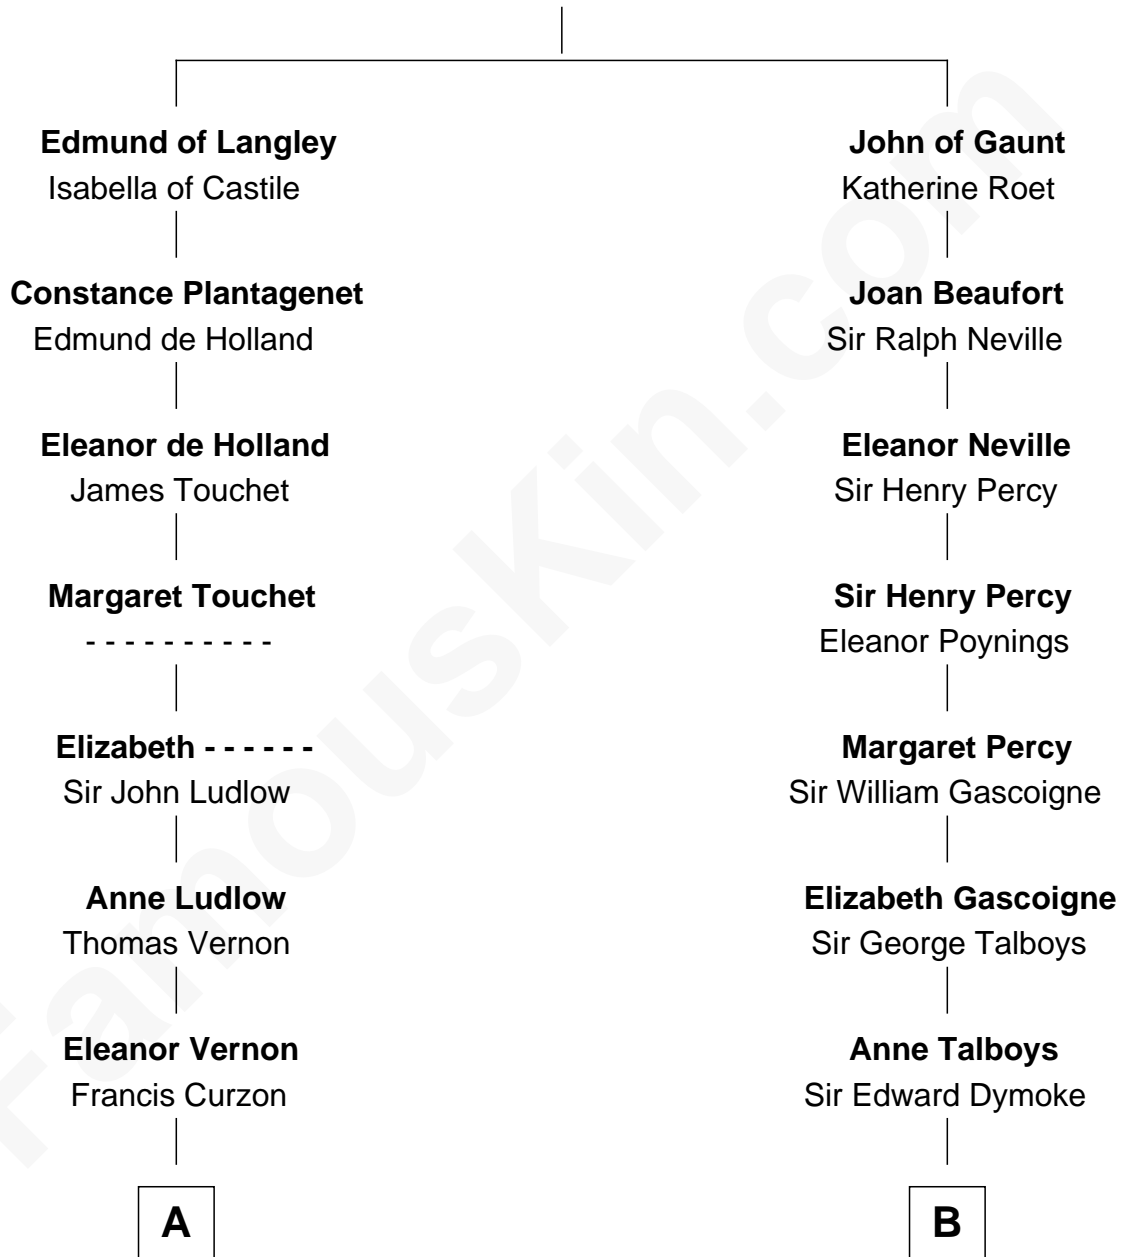 Edmund of Langley
Isabella of Castile
Constance Plantagenet
Edmund de Holland
Eleanor de Holland
James Touchet
Margaret Touchet
- - - - - - - - - -
Elizabeth - - - - - -
Sir John Ludlow
Anne Ludlow
Thomas Vernon
Eleanor Vernon
Francis Curzon
A
John of Gaunt
Katherine Roet
Joan Beaufort
Sir Ralph Neville
Eleanor Neville
Sir Henry Percy
Sir Henry Percy
Eleanor Poynings
Margaret Percy
Sir William Gascoigne
Elizabeth Gascoigne
Sir George Talboys
Anne Talboys
Sir Edward Dymoke
B
FamousKin.com